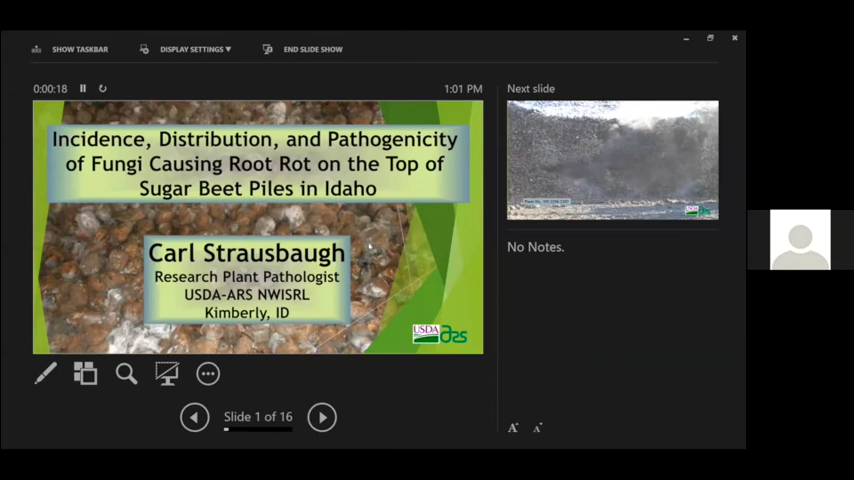 SHOW TASKBAR
DISPLAY SETTINGS ▼
END SLIDE SHOW
0:00:18
1:01 PM
Incidence, Distribution, and Pathogenicity
of Fungi Causing Root Rot on the Top of
Sugar Beet Piles in Idaho
Carl Strausbaugh
Research Plant Pathologist
USDA-ARS NWISRL
Kimberly, ID
USDA ars
Slide 1 of 16
Next slide
USDA ars
No Notes.
A A